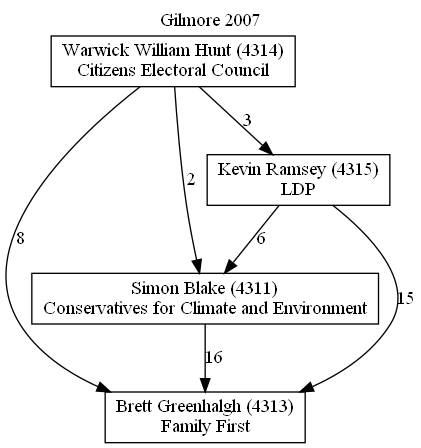 Gilmore 2007
Warwick William Hunt (4314)
Citizens Electoral Council
3
Kevin Ramsey (4315)
LDP
8
2
6
Simon Blake (4311)
Conservatives for Climate and Environment
15
16
Brett Greenhalgh (4313)
Family First